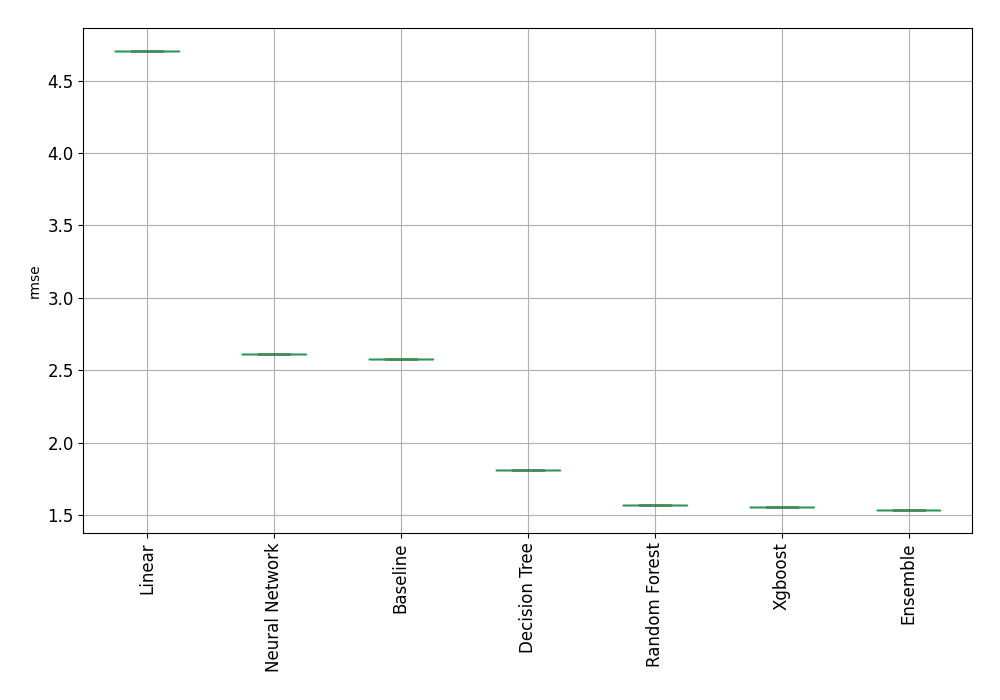 4.5
4.0
3.5
3.0
2.5
2.0
1.5
rmse
Linear
Neural Network
Baseline
Decision Tree
Random Forest
Xgboost
Ensemble